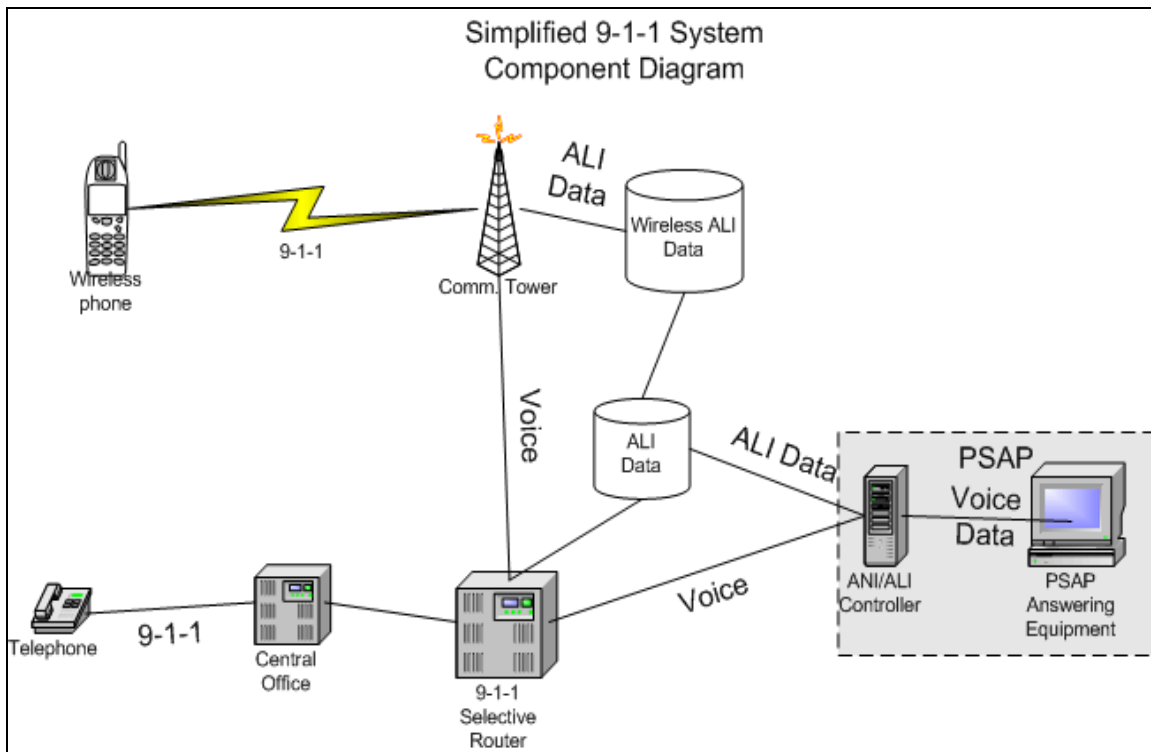 Simplified 9-1-1 System
Component Diagram
ALI
Data
Wireless ALI
Data
9-1-1
Wireless
phone
Comm. Tower
Voice
ALI
Data
ALI Data
PSAP
Voice
Data
ANI/ALI
Controller
PSAP
Answering
Equipment
Voice
9-1-1
Telephone
Central
Office
9-1-1
Selective
Router